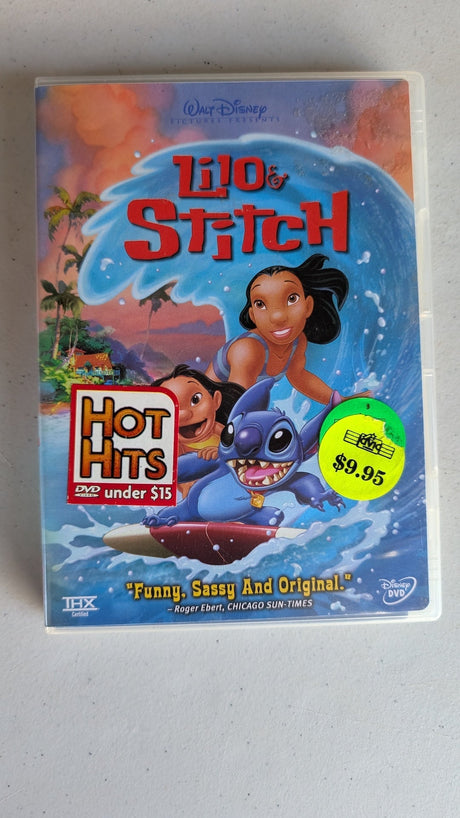 WALT DISNEY
PICTURES PRESENTS
Lilo &
Stitch
HOT
HITS
DVD
VIDEO
under $15
$9.95
"Funny, Sassy And Original."
– Roger Ebert, CHICAGO SUN-TIMES
THX
Certified
DISNEY
DVD